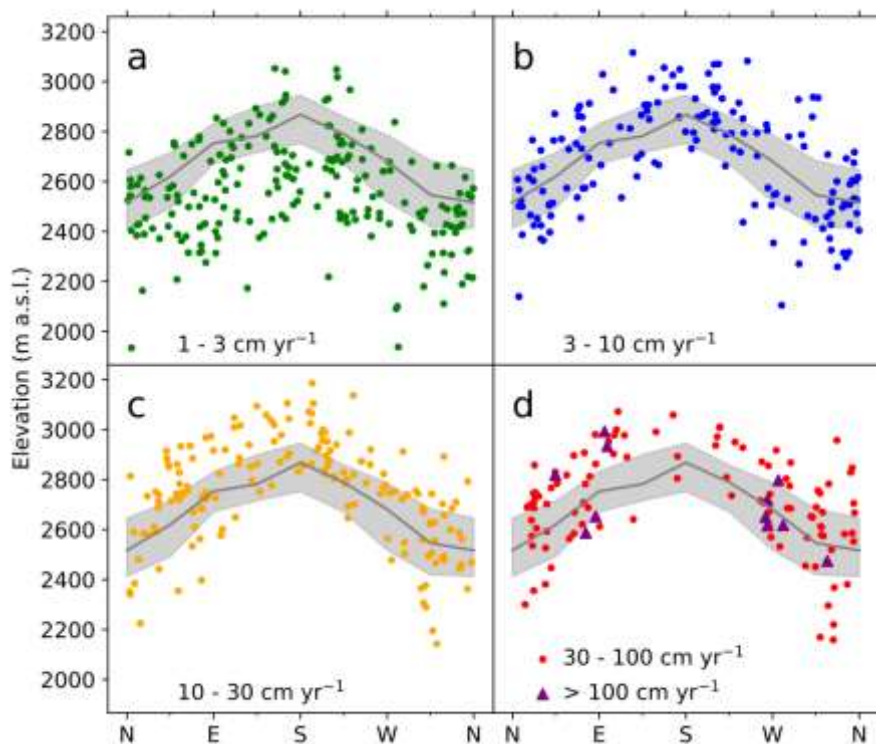 a
b
3200
3000
2800
2600
2400
2200
2000
1 - 3 cm yr⁻¹
3 - 10 cm yr⁻¹
Elevation (m a.s.l.)
c
d
3200
3000
2800
2600
2400
2200
2000
10 - 30 cm yr⁻¹
30 - 100 cm yr⁻¹
> 100 cm yr⁻¹
N E S W N
N E S W N